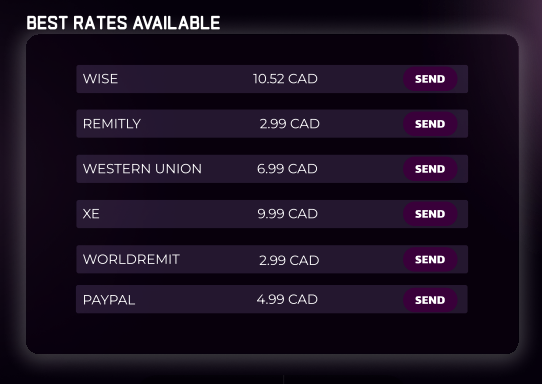 BEST RATES AVAILABLE
WISE 10.52 CAD SEND
REMITLY 2.99 CAD SEND
WESTERN UNION 6.99 CAD SEND
XE 9.99 CAD SEND
WORLDREMIT 2.99 CAD SEND
PAYPAL 4.99 CAD SEND